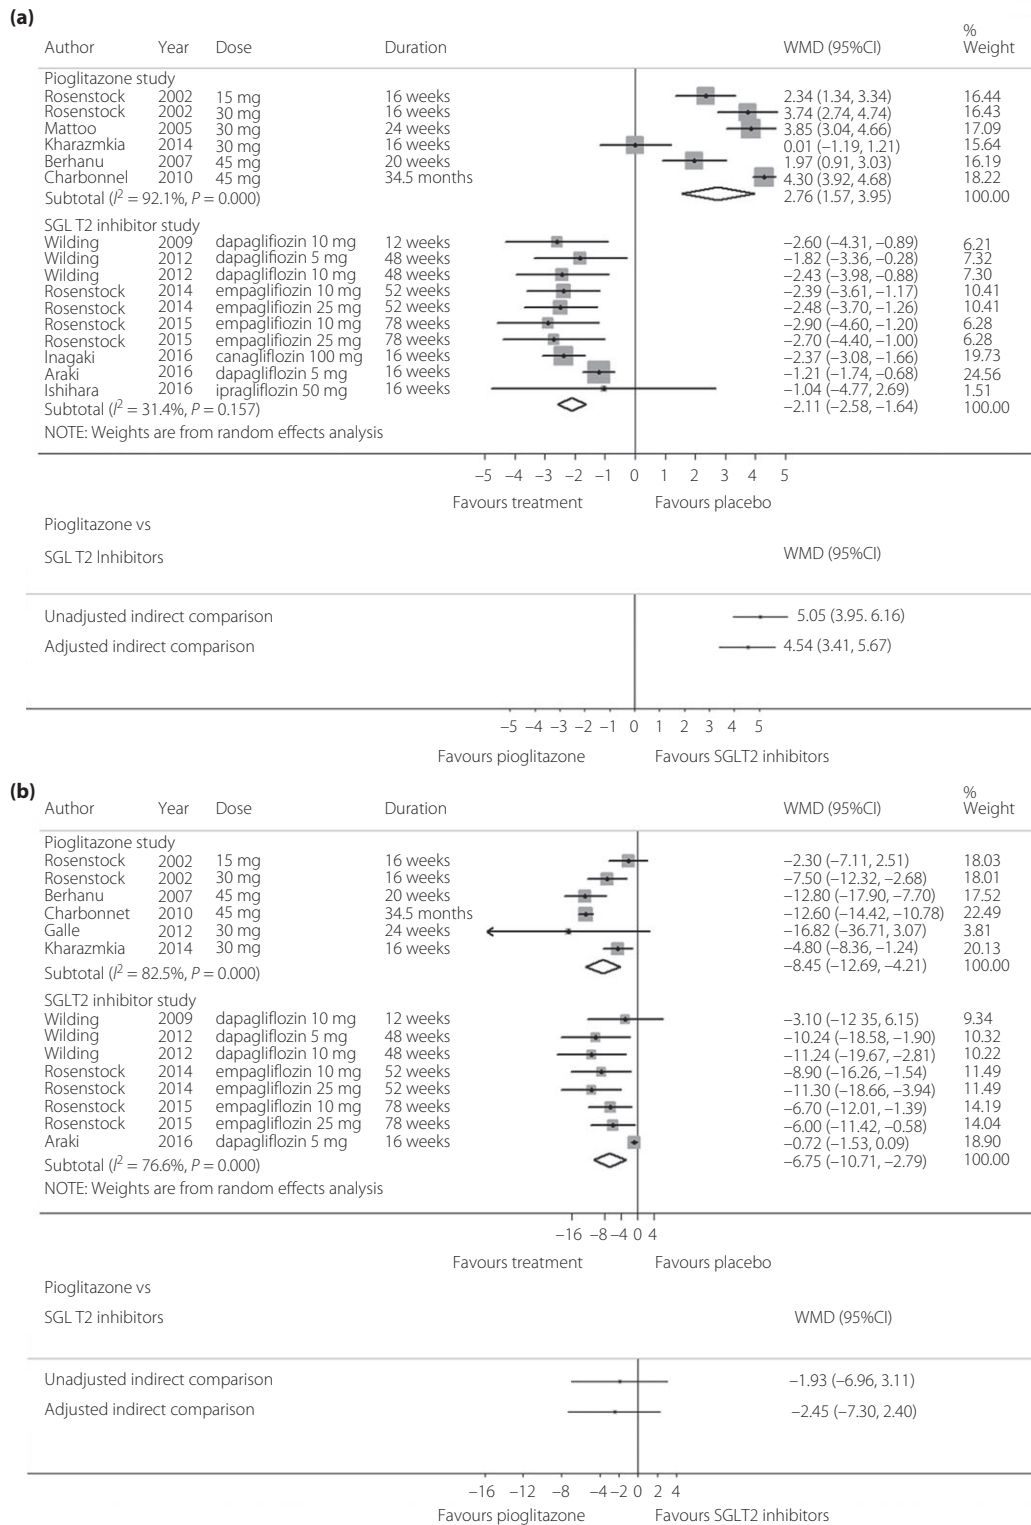 (a)
Author Year Dose Duration WMD (95%CI) % Weight
Pioglitazone study
Rosenstock 2002 15 mg 16 weeks 2.34 (1.34, 3.34) 16.44
Rosenstock 2002 30 mg 16 weeks 3.74 (2.74, 4.74) 16.43
Mattoo 2005 30 mg 24 weeks 3.85 (3.04, 4.66) 17.09
Kharazmkia 2014 30 mg 16 weeks 0.01 (−1.19, 1.21) 15.64
Berhanu 2007 45 mg 20 weeks 1.97 (0.91, 3.03) 16.19
Charbonnel 2010 45 mg 34.5 months 4.30 (3.92, 4.68) 18.22
Subtotal (I² = 92.1%, P = 0.000) 2.76 (1.57, 3.95) 100.00
SGL T2 inhibitor study
Wilding 2009 dapaglifiozin 10 mg 12 weeks −2.60 (−4.31, −0.89) 6.21
Wilding 2012 dapaglifiozin 5 mg 48 weeks −1.82 (−3.36, −0.28) 7.32
Wilding 2012 dapaglifiozin 10 mg 48 weeks −2.43 (−3.98, −0.88) 7.30
Rosenstock 2014 empaglifiozin 10 mg 52 weeks −2.39 (−3.61, −1.17) 10.41
Rosenstock 2014 empaglifiozin 25 mg 52 weeks −2.48 (−3.70, −1.26) 10.41
Rosenstock 2015 empaglifiozin 10 mg 78 weeks −2.90 (−4.60, −1.20) 6.28
Rosenstock 2015 empaglifiozin 25 mg 78 weeks −2.70 (−4.40, −1.00) 6.28
Inagaki 2016 canagliflozin 100 mg 16 weeks −2.37 (−3.08, −1.66) 19.73
Araki 2016 dapagliflozin 5 mg 16 weeks −1.21 (−1.74, −0.68) 24.56
Ishihara 2016 ipragliflozin 50 mg 16 weeks −1.04 (−4.77, 2.69) 1.51
Subtotal (I² = 31.4%, P = 0.157) −2.11 (−2.58, −1.64) 100.00
NOTE: Weights are from random effects analysis
−5 −4 −3 −2 −1 0 1 2 3 4 5
Favours treatment Favours placebo
Pioglitazone vs
SGL T2 Inhibitors WMD (95%CI)
Unadjusted indirect comparison 5.05 (3.95. 6.16)
Adjusted indirect comparison 4.54 (3.41, 5.67)
−5 −4 −3 −2 −1 0 1 2 3 4 5
Favours pioglitazone Favours SGLT2 inhibitors
(b)
Author Year Dose Duration WMD (95%CI) % Weight
Pioglitazone study
Rosenstock 2002 15 mg 16 weeks −2.30 (−7.11, 2.51) 18.03
Rosenstock 2002 30 mg 16 weeks −7.50 (−12.32, −2.68) 18.01
Berhanu 2007 45 mg 20 weeks −12.80 (−17.90, −7.70) 17.52
Charbonnet 2010 45 mg 34.5 months −12.60 (−14.42, −10.78) 22.49
Galle 2012 30 mg 24 weeks −16.82 (−36.71, 3.07) 3.81
Kharazmkia 2014 30 mg 16 weeks −4.80 (−8.36, −1.24) 20.13
Subtotal (I² = 82.5%, P = 0.000) −8.45 (−12.69, −4.21) 100.00
SGLT2 inhibitor study
Wilding 2009 dapagliflozin 10 mg 12 weeks −3.10 (−12 35, 6.15) 9.34
Wilding 2012 dapagliflozin 5 mg 48 weeks −10.24 (−18.58, −1.90) 10.32
Wilding 2012 dapagliflozin 10 mg 48 weeks −11.24 (−19.67, −2.81) 10.22
Rosenstock 2014 empagliflozin 10 mg 52 weeks −8.90 (−16.26, −1.54) 11.49
Rosenstock 2014 empagliflozin 25 mg 52 weeks −11.30 (−18.66, −3.94) 11.49
Rosenstock 2015 empagliflozin 10 mg 78 weeks −6.70 (−12.01, −1.39) 14.19
Rosenstock 2015 empagliflozin 25 mg 78 weeks −6.00 (−11.42, −0.58) 14.04
Araki 2016 dapagliflozin 5 mg 16 weeks −0.72 (−1.53, 0.09) 18.90
Subtotal (I² = 76.6%, P = 0.000) −6.75 (−10.71, −2.79) 100.00
NOTE: Weights are from random effects analysis
−16 −8 −4 0 4
Favours treatment Favours placebo
Pioglitazone vs
SGL T2 inhibitors WMD (95%CI)
Unadjusted indirect comparison −1.93 (−6.96, 3.11)
Adjusted indirect comparison −2.45 (−7.30, 2.40)
−16 −12 −8 −4 −2 0 2 4
Favours pioglitazone Favours SGLT2 inhibitors